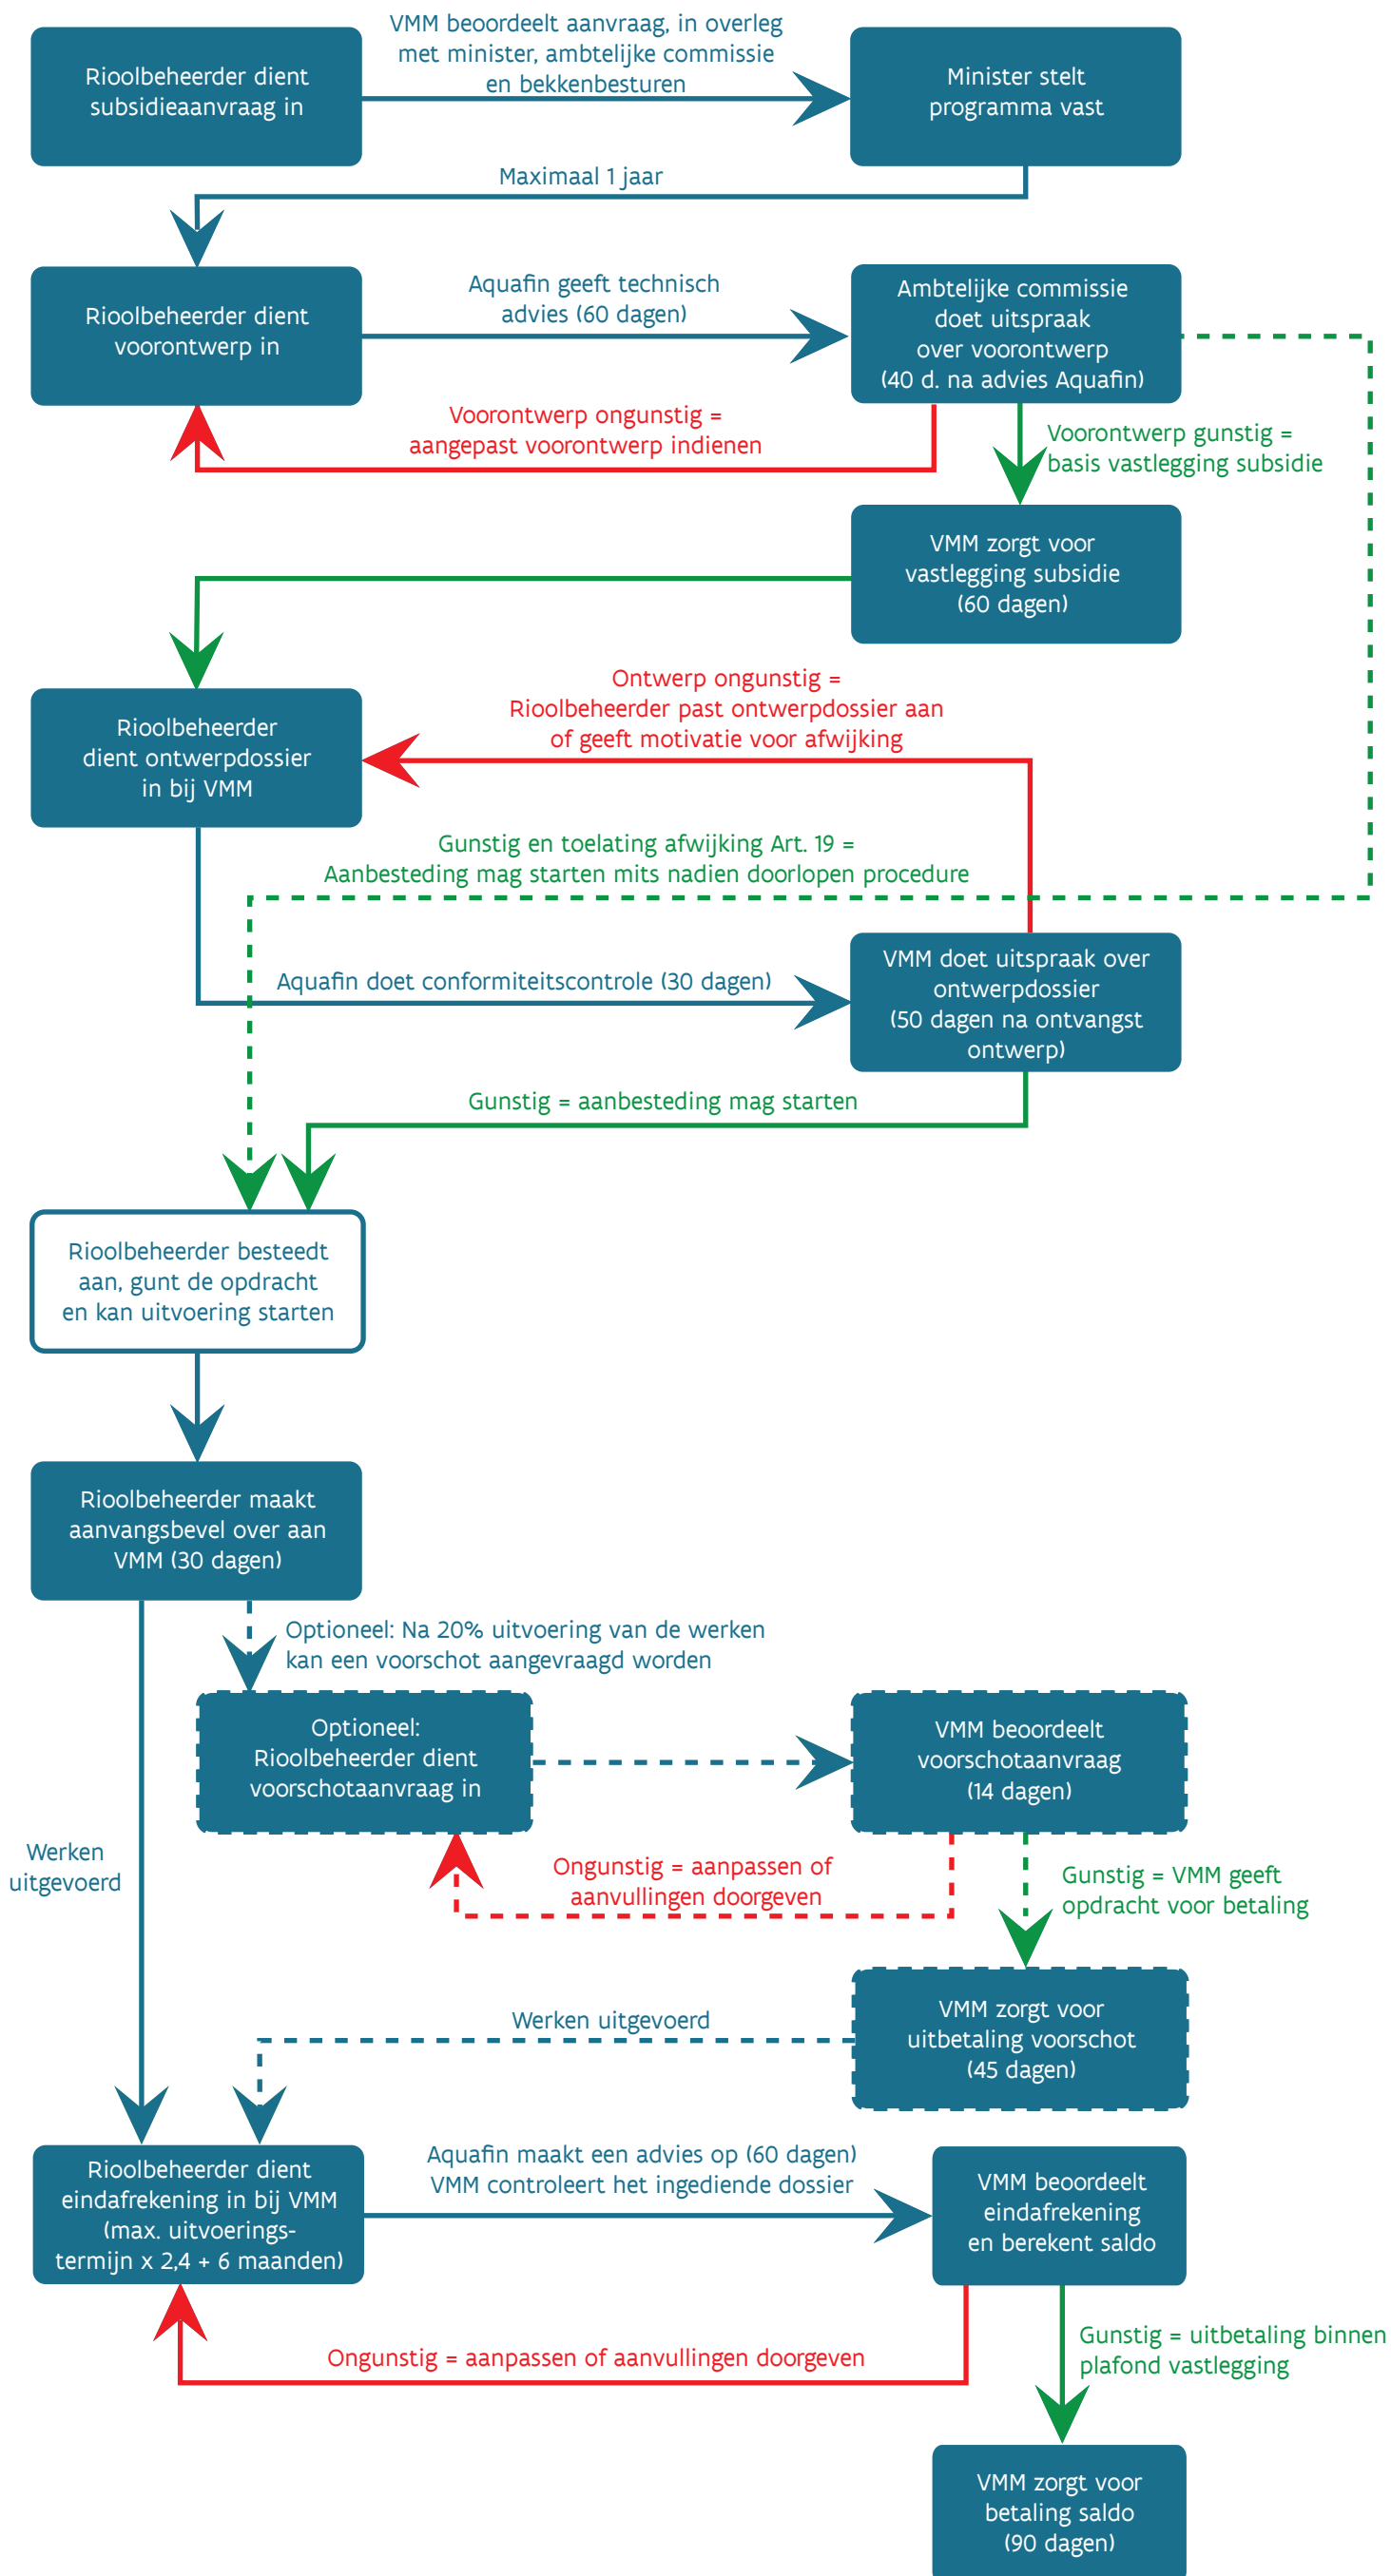 Rioolbeheerder dient
subsidieaanvraag in
VMM beoordeelt aanvraag, in overleg
met minister, ambtelijke commissie
en bekkenbesturen
Minister stelt
programma vast
Maximaal 1 jaar
Rioolbeheerder dient
voorontwerp in
Aquafin geeft technisch
advies (60 dagen)
Ambtelijke commissie
doet uitspraak
over voorontwerp
(40 d. na advies Aquafin)
Voorontwerp ongunstig =
aangepast voorontwerp indienen
Voorontwerp gunstig =
basis vastlegging subsidie
VMM zorgt voor
vastlegging subsidie
(60 dagen)
Rioolbeheerder
dient ontwerpdossier
in bij VMM
Ontwerp ongunstig =
Rioolbeheerder past ontwerpdossier aan
of geeft motivatie voor afwijking
Gunstig en toelating afwijking Art. 19 =
Aanbesteding mag starten mits nadien doorlopen procedure
Aquafin doet conformiteitscontrole (30 dagen)
VMM doet uitspraak over
ontwerpdossier
(50 dagen na ontvangst
ontwerp)
Gunstig = aanbesteding mag starten
Rioolbeheerder besteedt
aan, gunt de opdracht
en kan uitvoering starten
Rioolbeheerder maakt
aanvangsbevel over aan
VMM (30 dagen)
Optioneel: Na 20% uitvoering van de werken
kan een voorschot aangevraagd worden
Optioneel:
Rioolbeheerder dient
voorschotaanvraag in
VMM beoordeelt
voorschotaanvraag
(14 dagen)
Werken
uitgevoerd
Ongunstig = aanpassen of
aanvullingen doorgeven
Gunstig = VMM geeft
opdracht voor betaling
VMM zorgt voor
uitbetaling voorschot
(45 dagen)
Werken uitgevoerd
Rioolbeheerder dient
eindafrekening in bij VMM
(max. uitvoerings-
termijn x 2,4 + 6 maanden)
Aquafin maakt een advies op (60 dagen)
VMM controleert het ingediende dossier
VMM beoordeelt
eindafrekening
en berekent saldo
Ongunstig = aanpassen of aanvullingen doorgeven
Gunstig = uitbetaling binnen
plafond vastlegging
VMM zorgt voor
betaling saldo
(90 dagen)